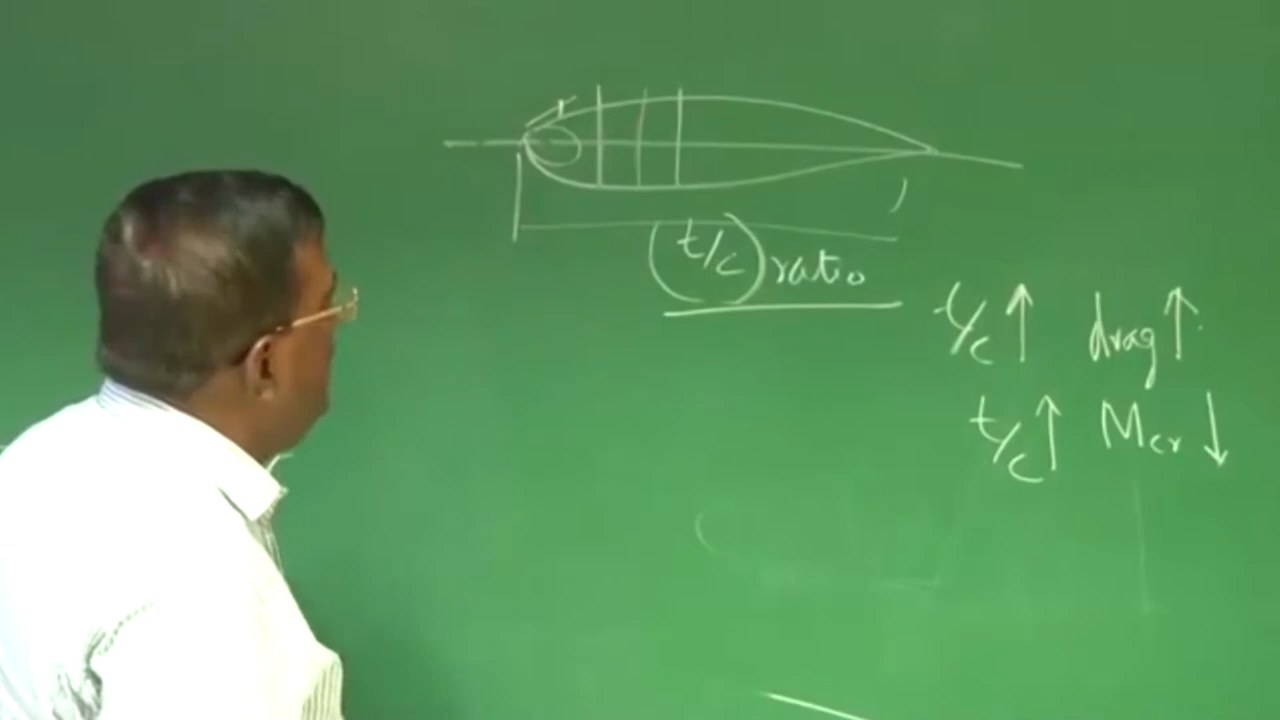 (t/c) ratio
t/c ↑ drag ↑
t/c ↑ Mcr ↓